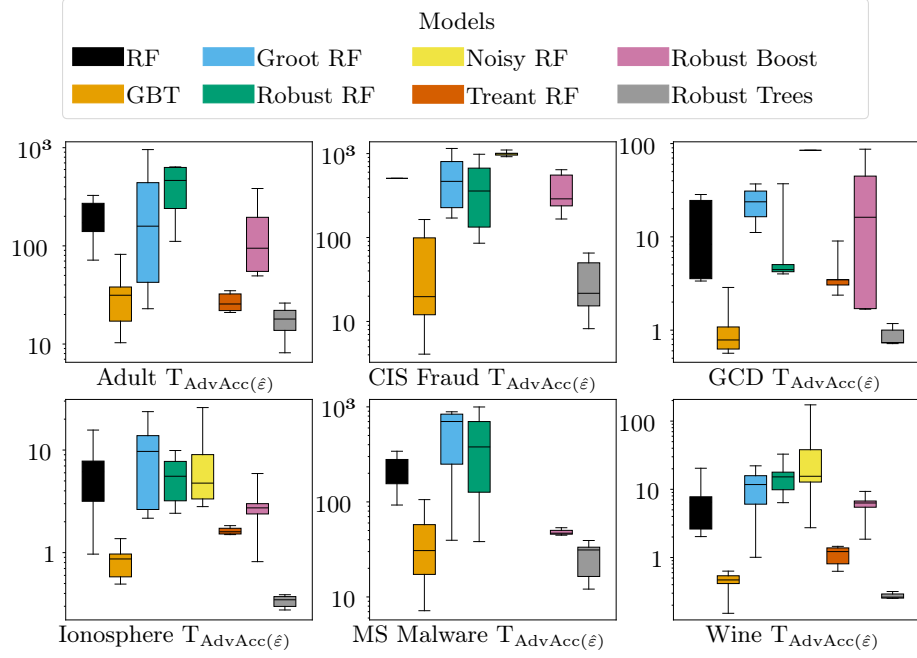 Models
RF Groot RF Noisy RF Robust Boost
GBT Robust RF Treant RF Robust Trees
10³ 100 10
Adult T_AdvAcc(ε̂)
10³ 100 10
CIS Fraud T_AdvAcc(ε̂)
100 10 1
GCD T_AdvAcc(ε̂)
10 1
Ionosphere T_AdvAcc(ε̂)
10³ 100 10
MS Malware T_AdvAcc(ε̂)
100 10 1
Wine T_AdvAcc(ε̂)